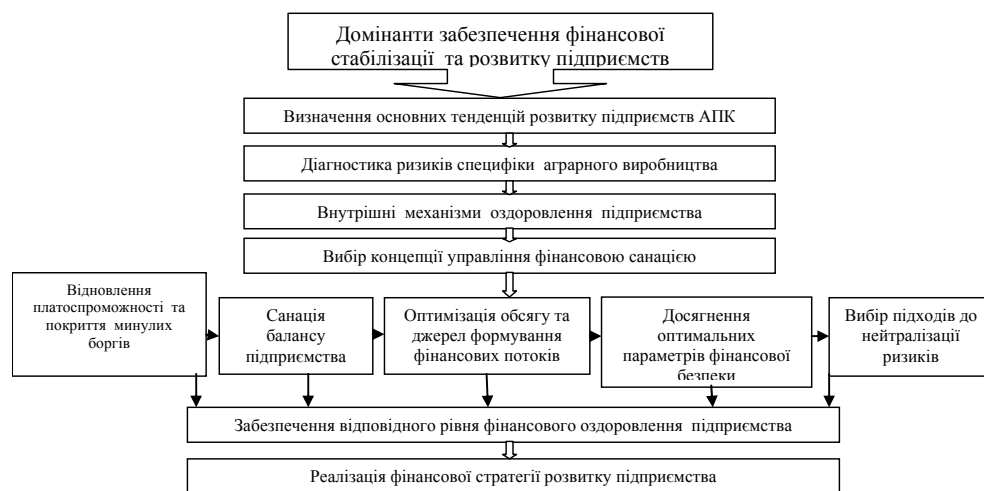 Домінанти забезпечення фінансової
стабілізації та розвитку підприємств
Визначення основних тенденцій розвитку підприємств АПК
Діагностика ризиків специфіки аграрного виробництва
Внутрішні механізми оздоровлення підприємства
Вибір концепції управління фінансовою санацією
Відновлення
платоспроможності та
покриття минулих
боргів
Санація
балансу
підприємства
Оптимізація обсягу та
джерел формування
фінансових потоків
Досягнення
оптимальних
параметрів фінансової
безпеки
Вибір підходів до
нейтралізації
ризиків
Забезпечення відповідного рівня фінансового оздоровлення підприємства
Реалізація фінансової стратегії розвитку підприємства